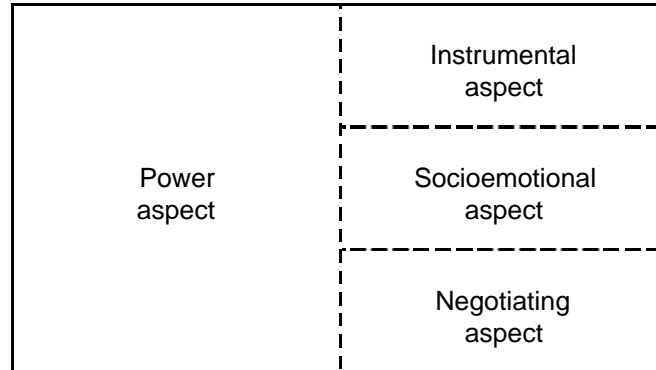 Power
aspect
Instrumental
aspect
Socioemotional
aspect
Negotiating
aspect